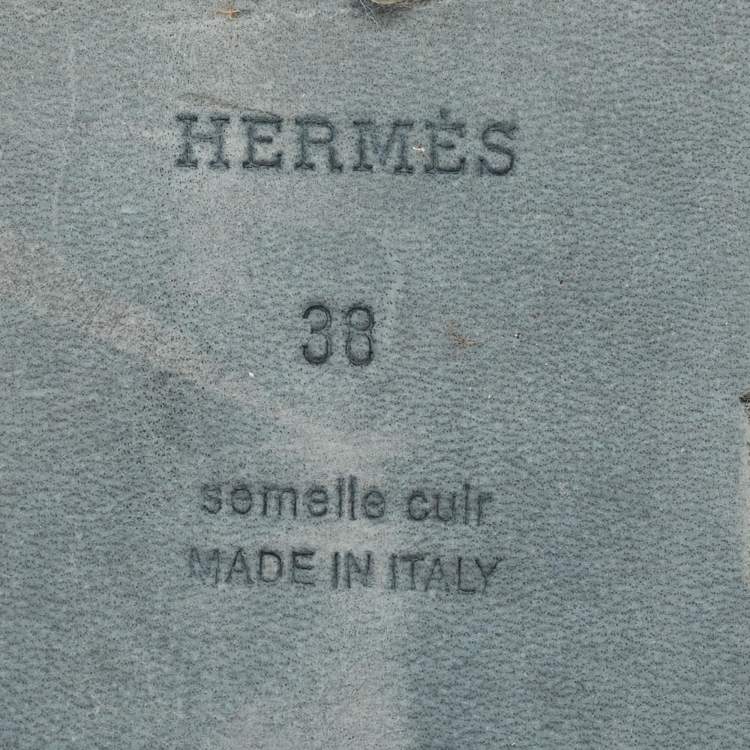 HERMÈS
38
semelle cuir
MADE IN ITALY